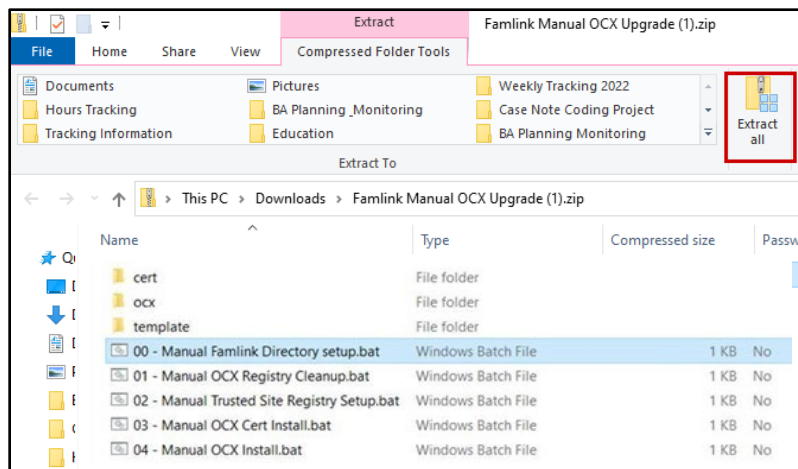 Extract
Famlink Manual OCX Upgrade (1).zip
File Home Share View Compressed Folder Tools
Documents Pictures Weekly Tracking 2022
Hours Tracking BA Planning _Monitoring Case Note Coding Project
Tracking Information Education BA Planning Monitoring
Extract
all
Extract To
This PC > Downloads > Famlink Manual OCX Upgrade (1).zip
Name Type Compressed size Passw
Qu
cert File folder
ocx File folder
template File folder
00 - Manual Famlink Directory setup.bat Windows Batch File 1 KB No
01 - Manual OCX Registry Cleanup.bat Windows Batch File 1 KB No
02 - Manual Trusted Site Registry Setup.bat Windows Batch File 1 KB No
03 - Manual OCX Cert Install.bat Windows Batch File 1 KB No
04 - Manual OCX Install.bat Windows Batch File 1 KB No